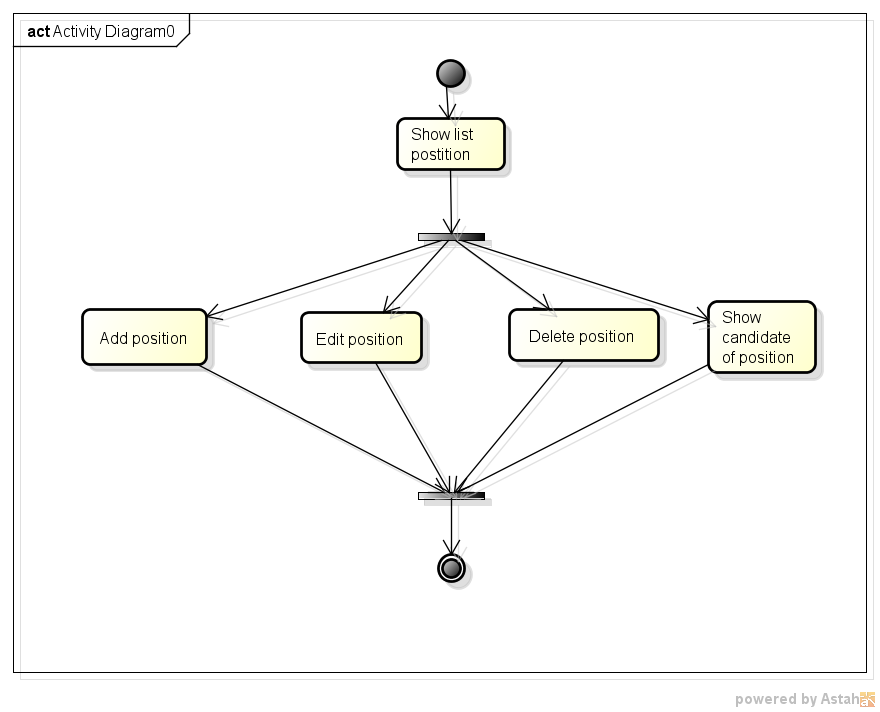 act Activity Diagram0
Show list
postition
Add position
Edit position
Delete position
Show
candidate
of position
powered by Astah